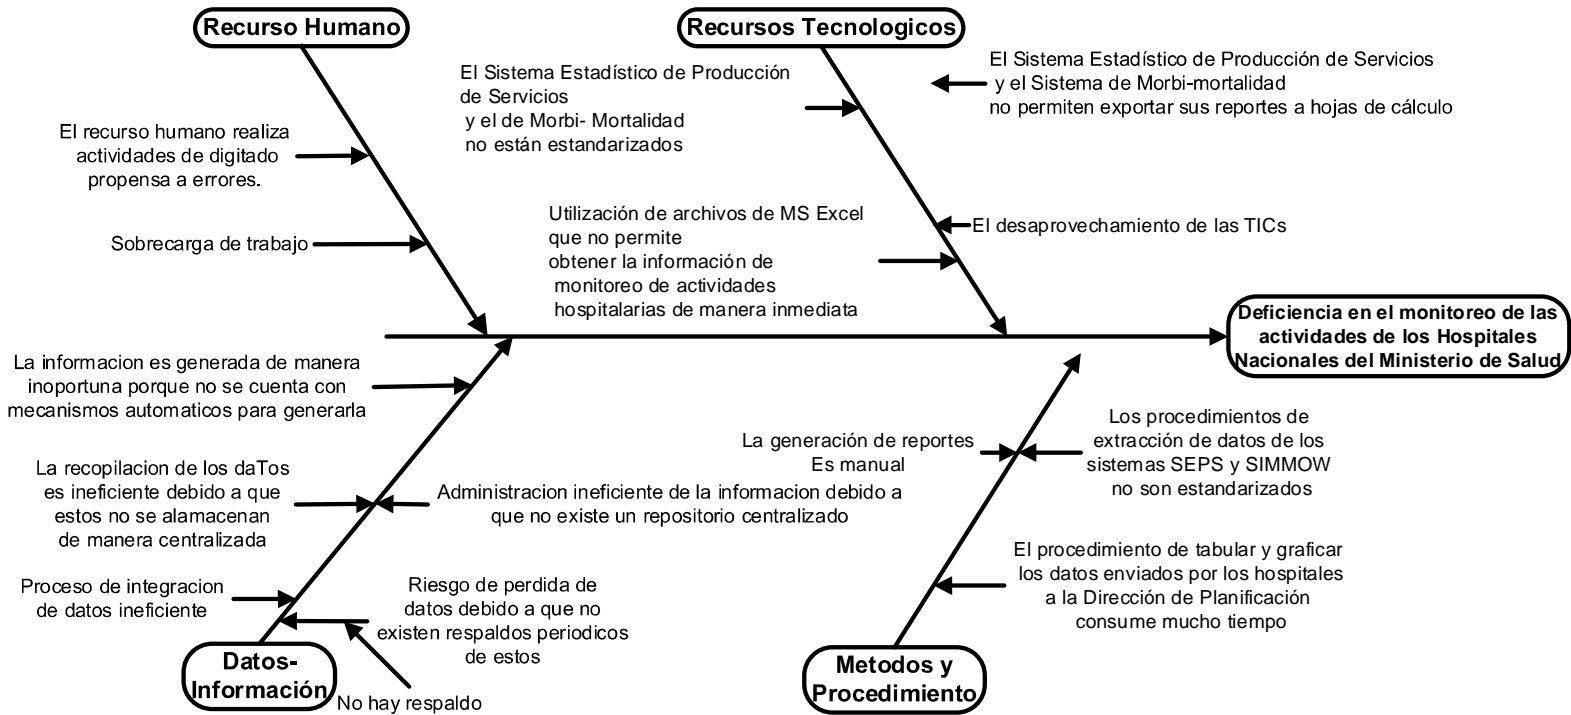 Recurso Humano
Recursos Tecnologicos
El Sistema Estadístico de Producción
de Servicios
y el de Morbi- Mortalidad
no están estandarizados
El Sistema Estadístico de Producción de Servicios
y el Sistema de Morbi-mortalidad
no permiten exportar sus reportes a hojas de cálculo
El recurso humano realiza
actividades de digitado
propensa a errores.
Sobrecarga de trabajo
Utilización de archivos de MS Excel
que no permite
obtener la información de
monitoreo de actividades
hospitalarias de manera inmediata
El desaprovechamiento de las TICs
Deficiencia en el monitoreo de las
actividades de los Hospitales
Nacionales del Ministerio de Salud
La informacion es generada de manera
inoportuna porque no se cuenta con
mecanismos automaticos para generarla
La recopilacion de los daTos
es ineficiente debido a que
estos no se alamacenan
de manera centralizada
Administracion ineficiente de la informacion debido a
que no existe un repositorio centralizado
La generación de reportes
Es manual
Los procedimientos de
extracción de datos de los
sistemas SEPS y SIMMOW
no son estandarizados
Proceso de integracion
de datos ineficiente
Riesgo de perdida de
datos debido a que no
existen respaldos periodicos
de estos
El procedimiento de tabular y graficar
los datos enviados por los hospitales
a la Dirección de Planificación
consume mucho tiempo
Datos-
Información
No hay respaldo
Metodos y
Procedimiento